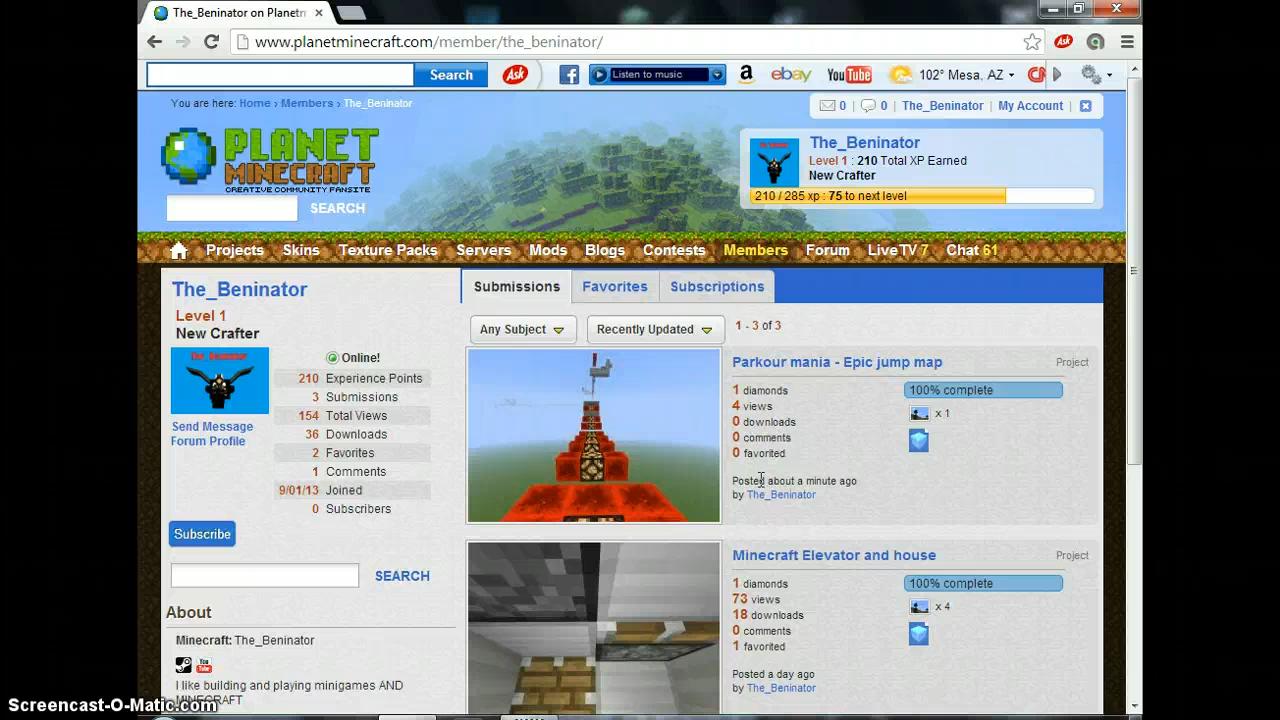 The_Beninator on Planetm
www.planetminecraft.com/member/the_beninator/
Search Ask Listen to music ebay YouTube 102° Mesa, AZ
You are here: Home › Members › The_Beninator
0 0 The_Beninator My Account
PLANET MINECRAFT
CREATIVE COMMUNITY FANSITE
SEARCH
The_Beninator
Level 1 : 210 Total XP Earned
New Crafter
210 / 285 xp : 75 to next level
Projects Skins Texture Packs Servers Mods Blogs Contests Members Forum Live TV 7 Chat 61
The_Beninator
Level 1
New Crafter
Online!
210 Experience Points
3 Submissions
154 Total Views
36 Downloads
2 Favorites
1 Comments
9/01/13 Joined
0 Subscribers
Send Message
Forum Profile
Subscribe
SEARCH
About
Minecraft: The_Beninator
I like building and playing minigames AND
MINECRAFT
Submissions Favorites Subscriptions
Any Subject Recently Updated 1 - 3 of 3
Parkour mania - Epic jump map Project
1 diamonds 100% complete
4 views x 1
0 downloads
0 comments
0 favorited
Posted about a minute ago
by The_Beninator
Minecraft Elevator and house Project
1 diamonds 100% complete
73 views x 4
18 downloads
0 comments
1 favorited
Posted a day ago
by The_Beninator
Screencast-O-Matic.com